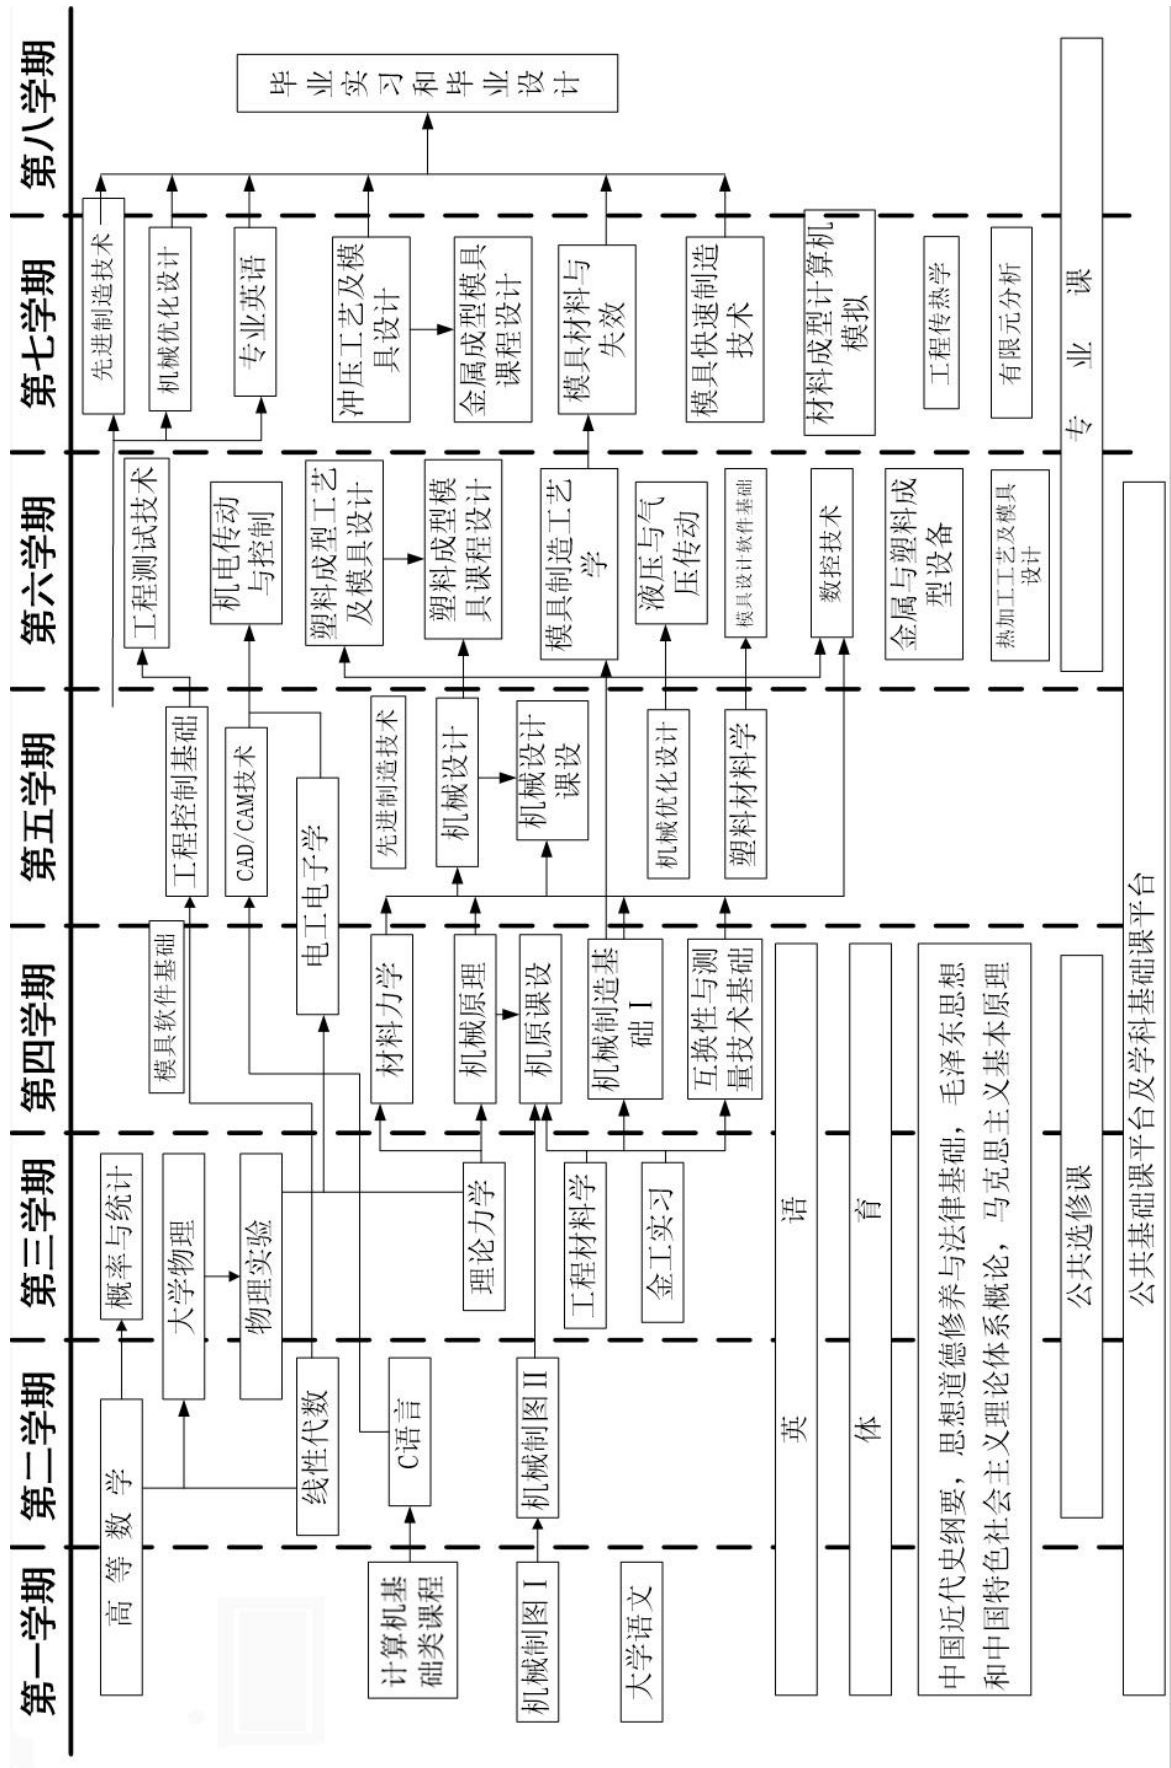 第一学期
第二学期
第三学期
第四学期
第五学期
第六学期
第七学期
第八学期
高等数学
计算机基
础类课程
机械制图Ⅰ
大学语文
线性代数
C语言
机械制图Ⅱ
概率与统计
大学物理
物理实验
理论力学
工程材料学
金工实习
模具软件基础
电工电子学
材料力学
机械原理
机原课设
机械制造基
础Ⅰ
互换性与测
量技术基础
工程控制基础
CAD/CAM技术
先进制造技术
机械设计
机械设计
课设
机械优化设计
塑料材料学
工程测试技术
机电传动
与控制
塑料成型工艺
及模具设计
塑料成型模
具课程设计
模具制造工艺
学
液压与气
压传动
模具设计软件基础
数控技术
金属与塑料成
型设备
热加工工艺及模具
设计
先进制造技术
机械优化设计
专业英语
冲压工艺及模
具设计
金属成型模具
课程设计
模具材料与
失效
模具快速制造
技术
材料成型计算机
模拟
工程传热学
有限元分析
毕业实习和毕业设计
英语
体育
中国近代史纲要，思想道德修养与法律基础，毛泽东思想
和中国特色社会主义理论体系概论，马克思主义基本原理
公共选修课
专业课
公共基础课平台及学科基础课平台